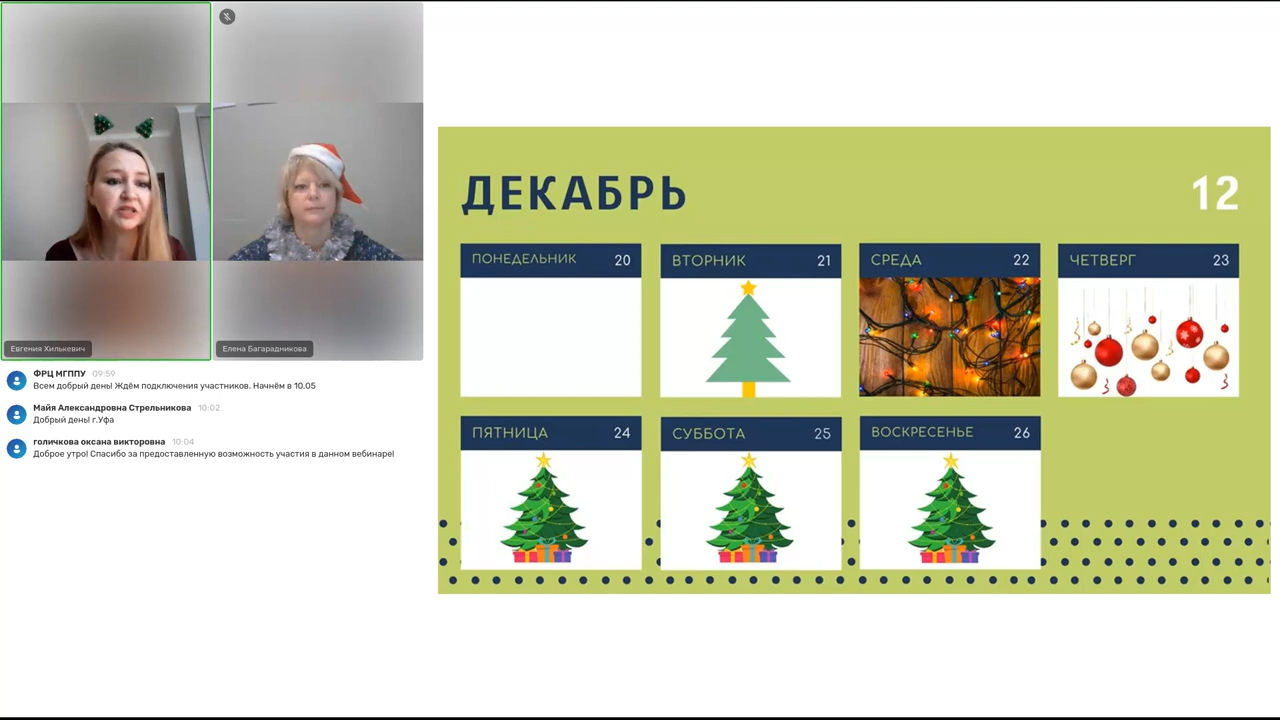 Евгения Хилькевич
Елена Багарадникова
ФРЦ МГППУ 09:59
Всем добрый день! Ждём подключения участников. Начнём в 10.05
Майя Александровна Стрельникова 10:02
Добрый день! г.Уфа
голичкова оксана викторовна 10:04
Доброе утро! Спасибо за предоставленную возможность участия в данном вебинаре!
ДЕКАБРЬ 12
ПОНЕДЕЛЬНИК 20
ВТОРНИК 21
СРЕДА 22
ЧЕТВЕРГ 23
ПЯТНИЦА 24
СУББОТА 25
ВОСКРЕСЕНЬЕ 26